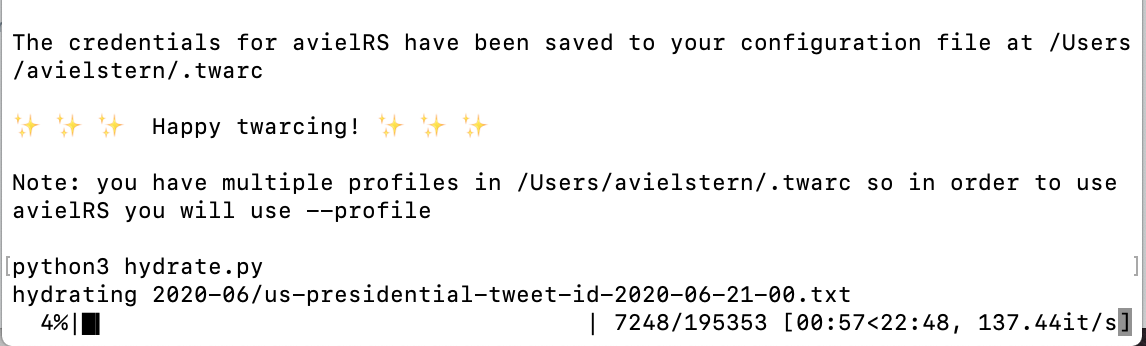 The credentials for avielRS have been saved to your configuration file at /Users
/avielstern/.twarc
✨ ✨ ✨  Happy twarcing! ✨ ✨ ✨
Note: you have multiple profiles in /Users/avielstern/.twarc so in order to use
avielRS you will use --profile
[python3 hydrate.py ]
hydrating 2020-06/us-presidential-tweet-id-2020-06-21-00.txt
  4%|█▌ | 7248/195353 [00:57<22:48, 137.44it/s]